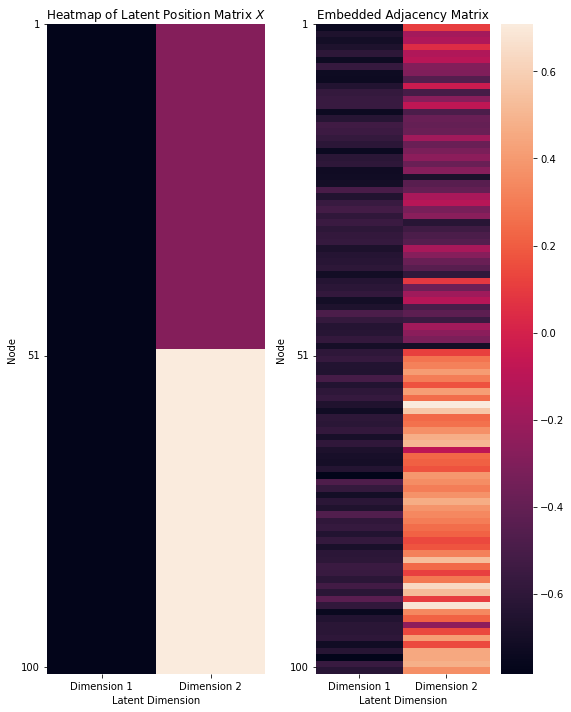 Heatmap of Latent Position Matrix X
1
51
100
Node
Dimension 1 Dimension 2
Latent Dimension
Embedded Adjacency Matrix
1
51
100
Node
Dimension 1 Dimension 2
Latent Dimension
0.6
0.4
0.2
0.0
−0.2
−0.4
−0.6